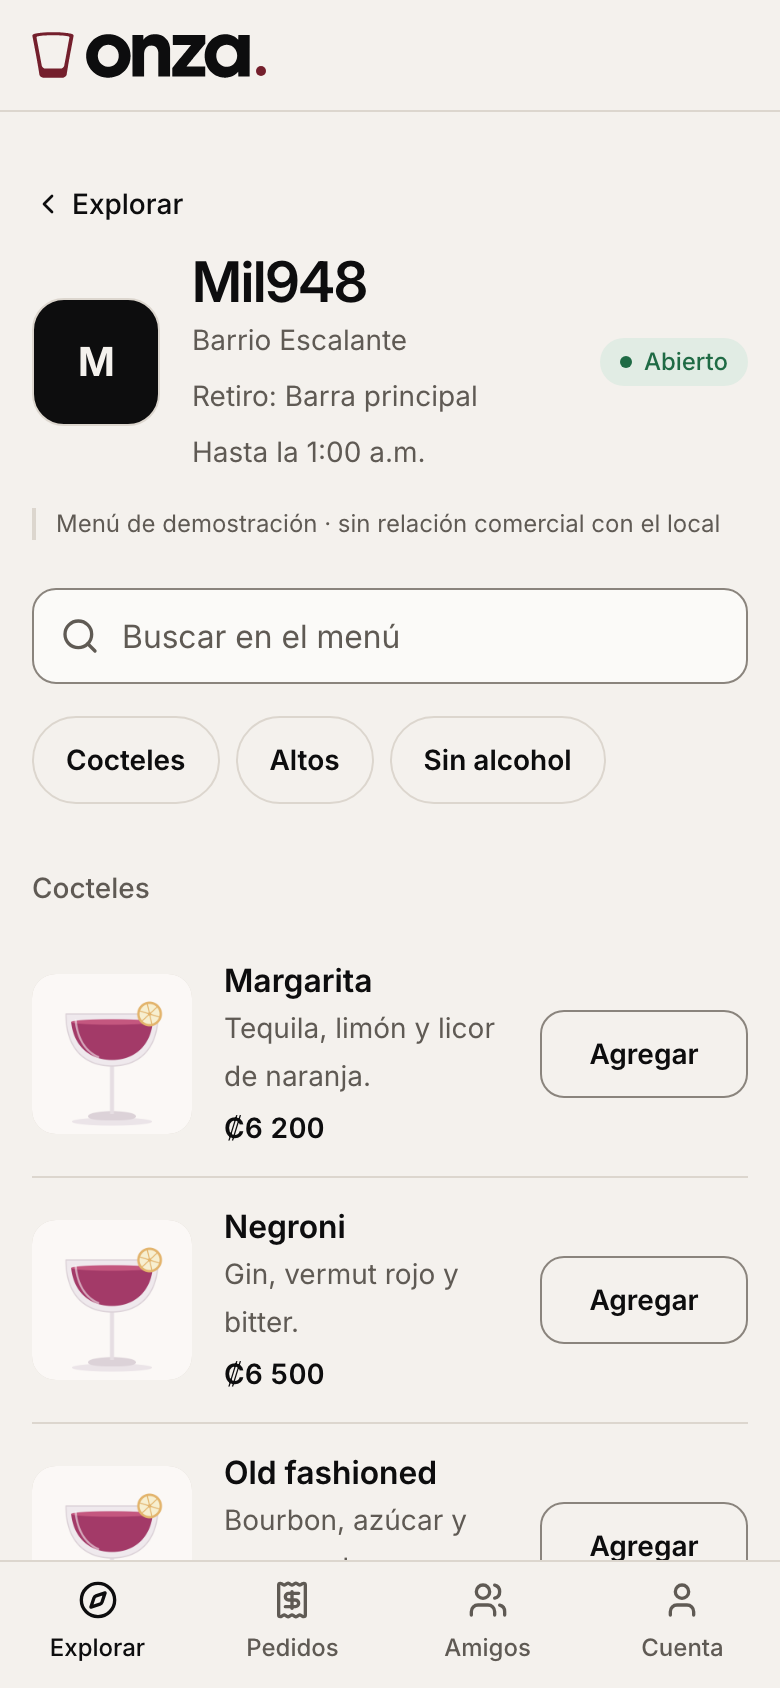 onza.
Explorar
Mil948
M
Barrio Escalante
Abierto
Retiro: Barra principal
Hasta la 1:00 a.m.
Menú de demostración · sin relación comercial con el local
Buscar en el menú
Cocteles
Altos
Sin alcohol
Cocteles
Margarita
Tequila, limón y licor
de naranja.
₡6 200
Agregar
Negroni
Gin, vermut rojo y
bitter.
₡6 500
Agregar
Old fashioned
Bourbon, azúcar y
Agregar
Explorar
Pedidos
Amigos
Cuenta